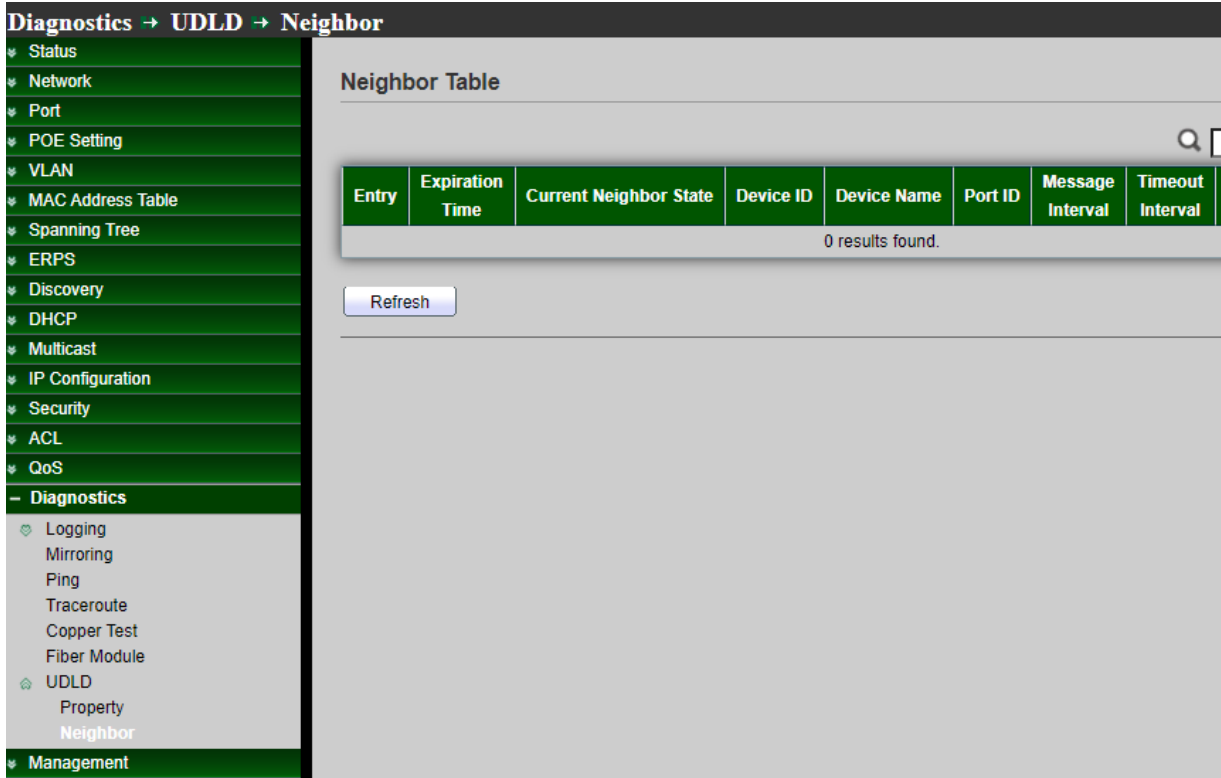 Diagnostics → UDLD → Neighbor
Status
Network
Port
POE Setting
VLAN
MAC Address Table
Spanning Tree
ERPS
Discovery
DHCP
Multicast
IP Configuration
Security
ACL
QoS
Diagnostics
Logging
Mirroring
Ping
Traceroute
Copper Test
Fiber Module
UDLD
Property
Neighbor
Management
Neighbor Table
Entry Expiration Time Current Neighbor State Device ID Device Name Port ID Message Interval Timeout Interval
0 results found.
Refresh